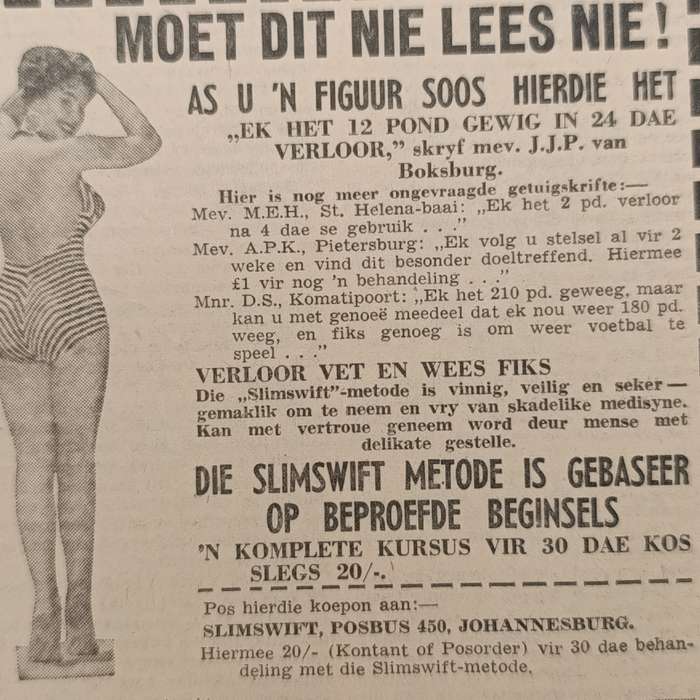 MOET DIT NIE LEES NIE!
AS U 'N FIGUUR SOOS HIERDIE HET
„EK HET 12 POND GEWIG IN 24 DAE
VERLOOR,” skryf mev. J.J.P. van
Boksburg.
Hier is nog meer ongevraagde getuigskrifte:—
Mev. M.E.H., St. Helena-baai: „Ek het 2 pd. verloor
na 4 dae se gebruik . . .”
Mev. A.P.K., Pietersburg: „Ek volg u stelsel al vir 2
weke en vind dit besonder doeltreffend. Hiermee
£1 vir nog 'n behandeling . . .”
Mnr. D.S., Komatipoort: „Ek het 210 pd. geweeg, maar
kan u met genoeë meedeel dat ek nou weer 180 pd.
weeg, en fiks genoeg is om weer voetbal te
speel . . .”
VERLOOR VET EN WEES FIKS
Die „Slimswift”-metode is vinnig, veilig en seker —
gemaklik om te neem en vry van skadelike medisyne.
Kan met vertroue geneem word deur mense met
delikate gestelle.
DIE SLIMSWIFT METODE IS GEBASEER
OP BEPROEFDE BEGINSELS
'N KOMPLETE KURSUS VIR 30 DAE KOS
SLEGS 20/-.
Pos hierdie koepon aan:—
SLIMSWIFT, POSBUS 450, JOHANNESBURG.
Hiermee 20/- (Kontant of Posorder) vir 30 dae behan-
deling met die Slimswift-metode.